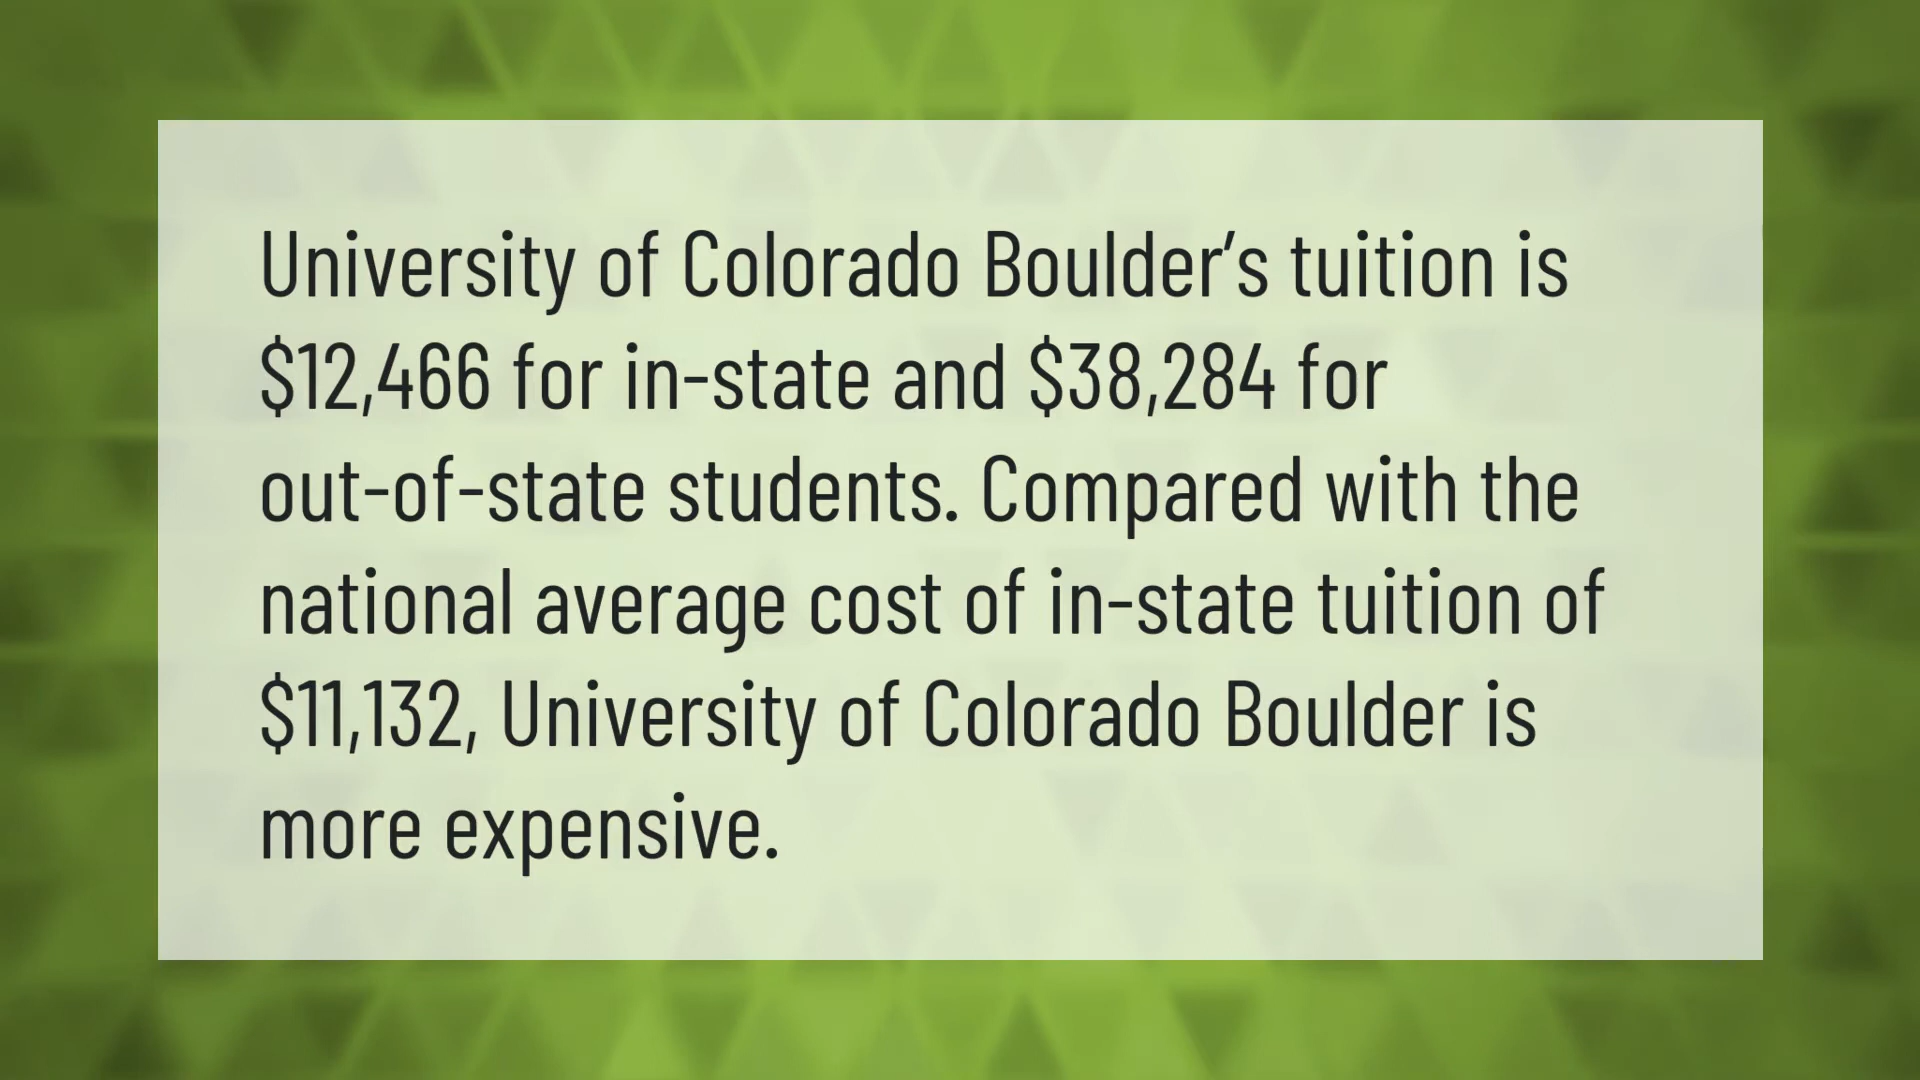 University of Colorado Boulder’s tuition is
$12,466 for in-state and $38,284 for
out-of-state students. Compared with the
national average cost of in-state tuition of
$11,132, University of Colorado Boulder is
more expensive.